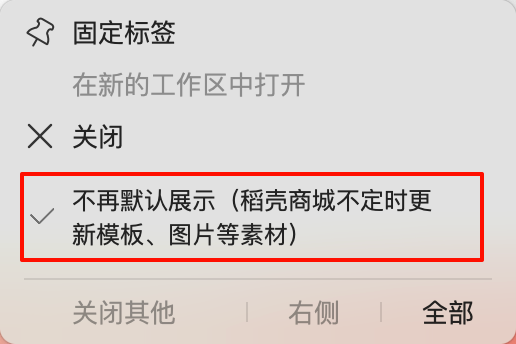 固定标签
在新的工作区中打开
关闭
不再默认展示（稻壳商城不定时更
新模板、图片等素材）
关闭其他 | 右侧 | 全部